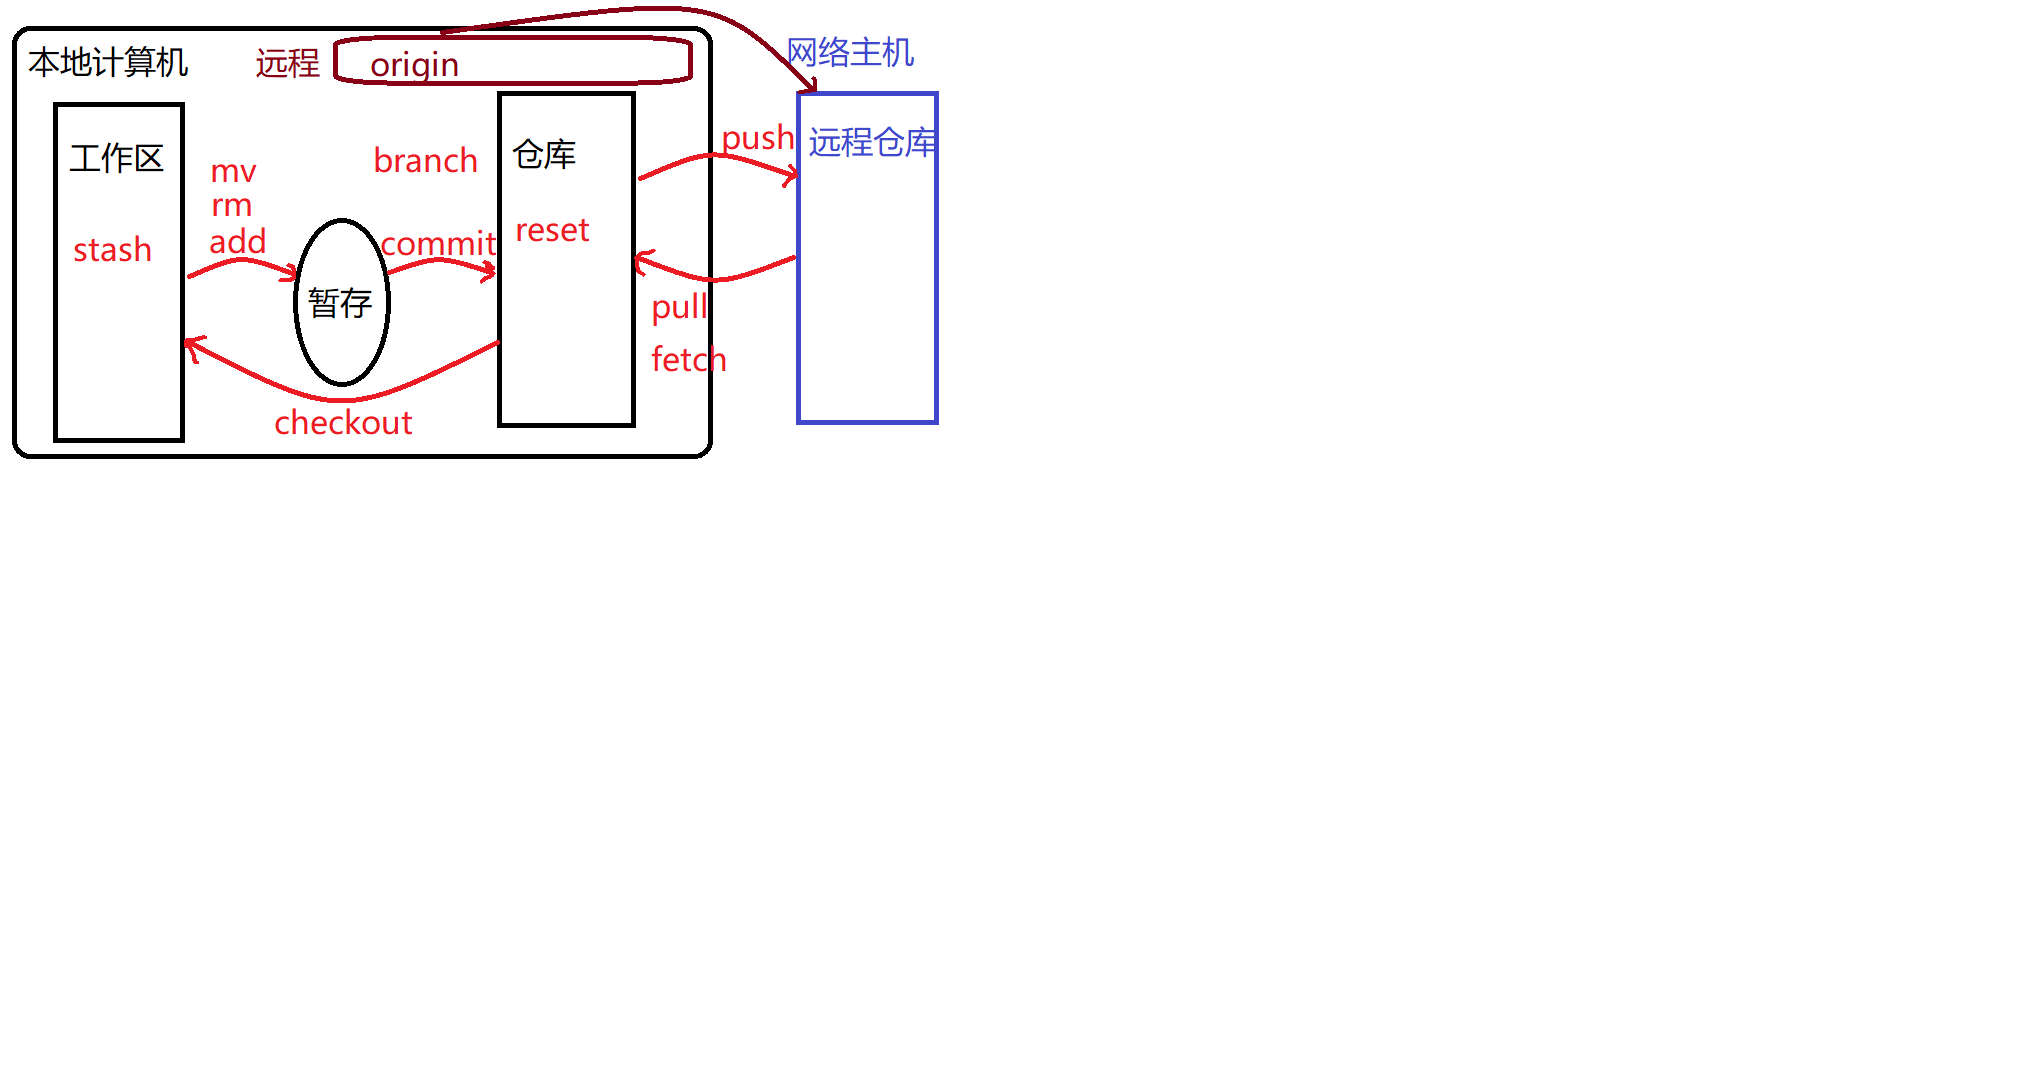 本地计算机
远程
origin
网络主机
工作区
stash
mv
rm
add
暂存
branch
commit
checkout
仓库
reset
push
pull
fetch
远程仓库